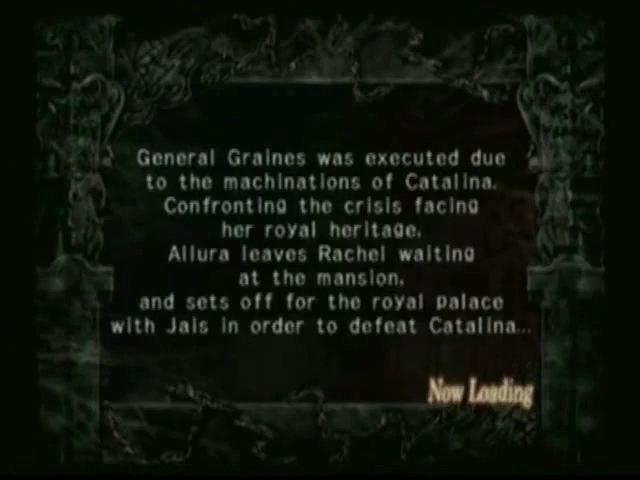 General Graines was executed due
to the machinations of Catalina.
Confronting the crisis facing
her royal heritage,
Allura leaves Rachel waiting
at the mansion,
and sets off for the royal palace
with Jais in order to defeat Catalina...
Now Loading